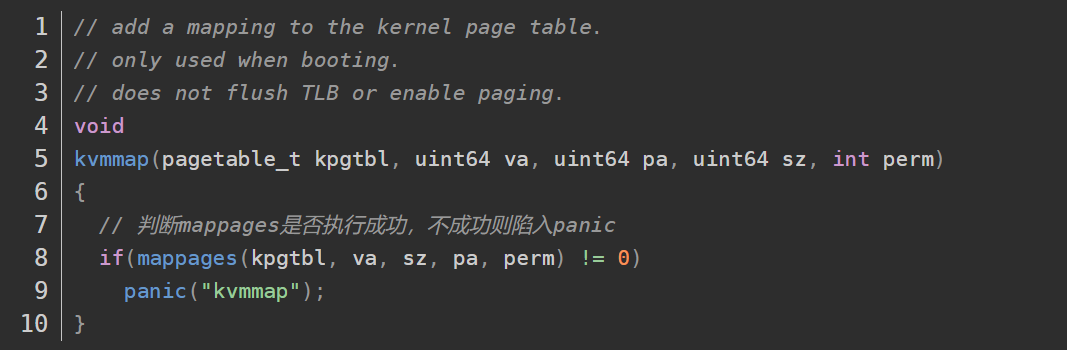 1 // add a mapping to the kernel page table.
2 // only used when booting.
3 // does not flush TLB or enable paging.
4 void
5 kvmmap(pagetable_t kpgtbl, uint64 va, uint64 pa, uint64 sz, int perm)
6 {
7   // 判断mappages是否执行成功，不成功则陷入panic
8   if(mappages(kpgtbl, va, sz, pa, perm) != 0)
9     panic("kvmmap");
10 }